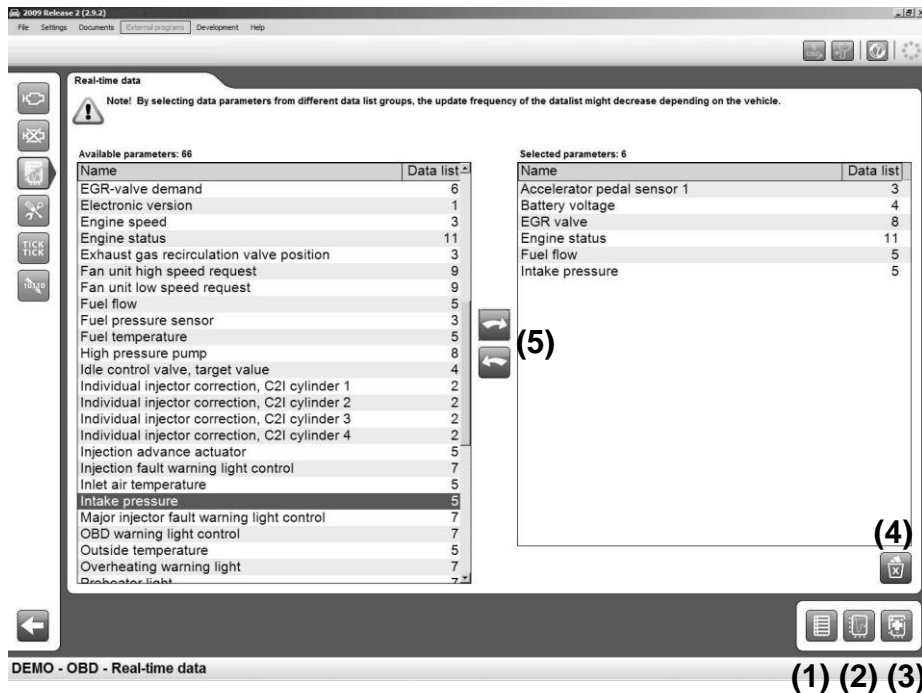 2009 Release 2 (2.9.2)
File Settings Documents External programs Development Help
Real-time data
Note! By selecting data parameters from different data list groups, the update frequency of the datalist might decrease depending on the vehicle.
Available parameters: 66
Name Data list
EGR-valve demand 6
Electronic version 1
Engine speed 3
Engine status 11
Exhaust gas recirculation valve position 3
Fan unit high speed request 9
Fan unit low speed request 9
Fuel flow 5
Fuel pressure sensor 3
Fuel temperature 5
High pressure pump 8
Idle control valve, target value 4
Individual injector correction, C2I cylinder 1 2
Individual injector correction, C2I cylinder 2 2
Individual injector correction, C2I cylinder 3 2
Individual injector correction, C2I cylinder 4 2
Injection advance actuator 5
Injection fault warning light control 7
Inlet air temperature 5
Intake pressure 5
Major injector fault warning light control 7
OBD warning light control 7
Outside temperature 5
Overheating warning light 7
Preheater light 7
Selected parameters: 6
Name Data list
Accelerator pedal sensor 1 3
Battery voltage 4
EGR valve 8
Engine status 11
Fuel flow 5
Intake pressure 5
TICK
TICK
(5)
(4)
DEMO - OBD - Real-time data
(1) (2) (3)